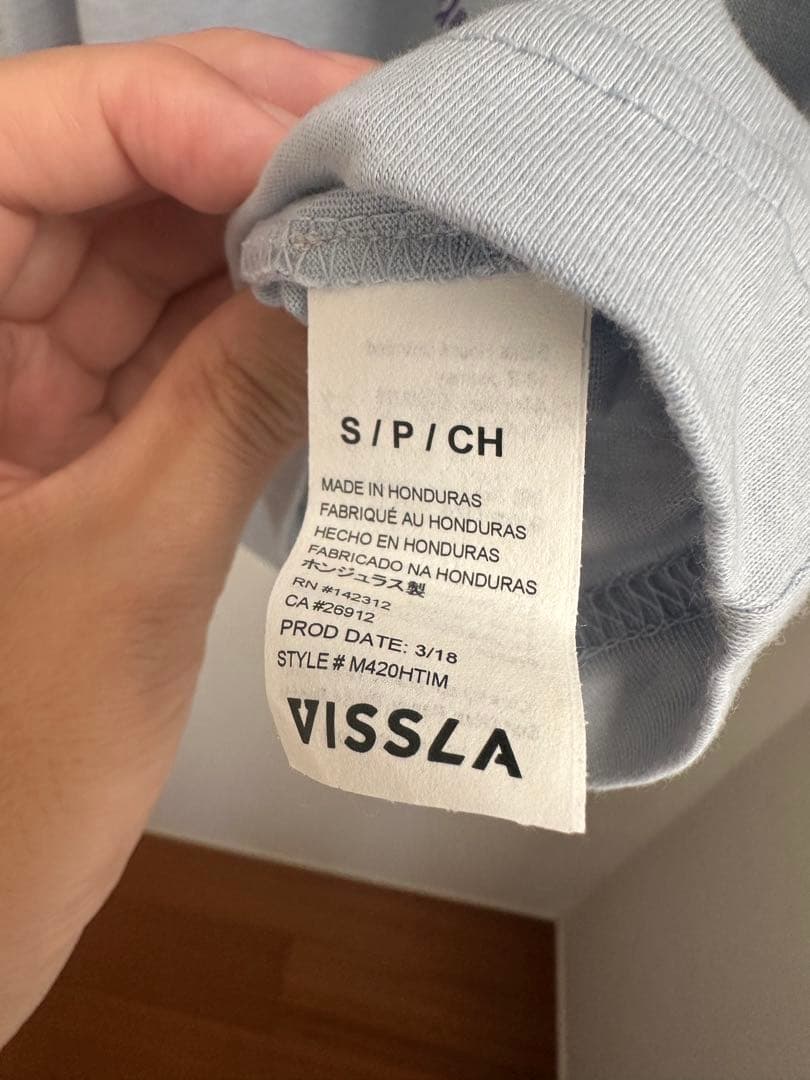 S / P / CH
MADE IN HONDURAS
FABRIQUÉ AU HONDURAS
HECHO EN HONDURAS
FABRICADO NA HONDURAS
ホンジュラス製
RN #142312
CA #26912
PROD DATE: 3/18
STYLE # M420HTIM
VISSLA